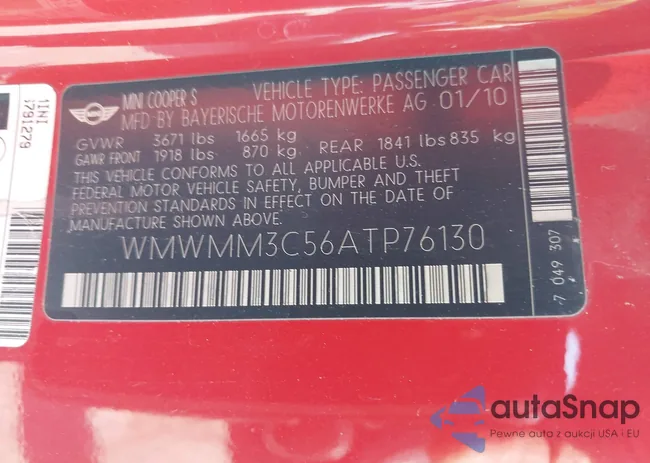 MINI COOPER S VEHICLE TYPE: PASSENGER CAR
MFD BY BAYERISCHE MOTORENWERKE AG 01/10
GVWR 3671 lbs 1665 kg
GAWR FRONT 1918 lbs 870 kg REAR 1841 lbs 835 kg
THIS VEHICLE CONFORMS TO ALL APPLICABLE U.S.
FEDERAL MOTOR VEHICLE SAFETY, BUMPER AND THEFT
PREVENTION STANDARDS IN EFFECT ON THE DATE OF
MANUFACTURE SHOWN ABOVE.
WMWMM3C56ATP76130
7 049 307
autoSnap
Pewne auta z aukcji USA i EU